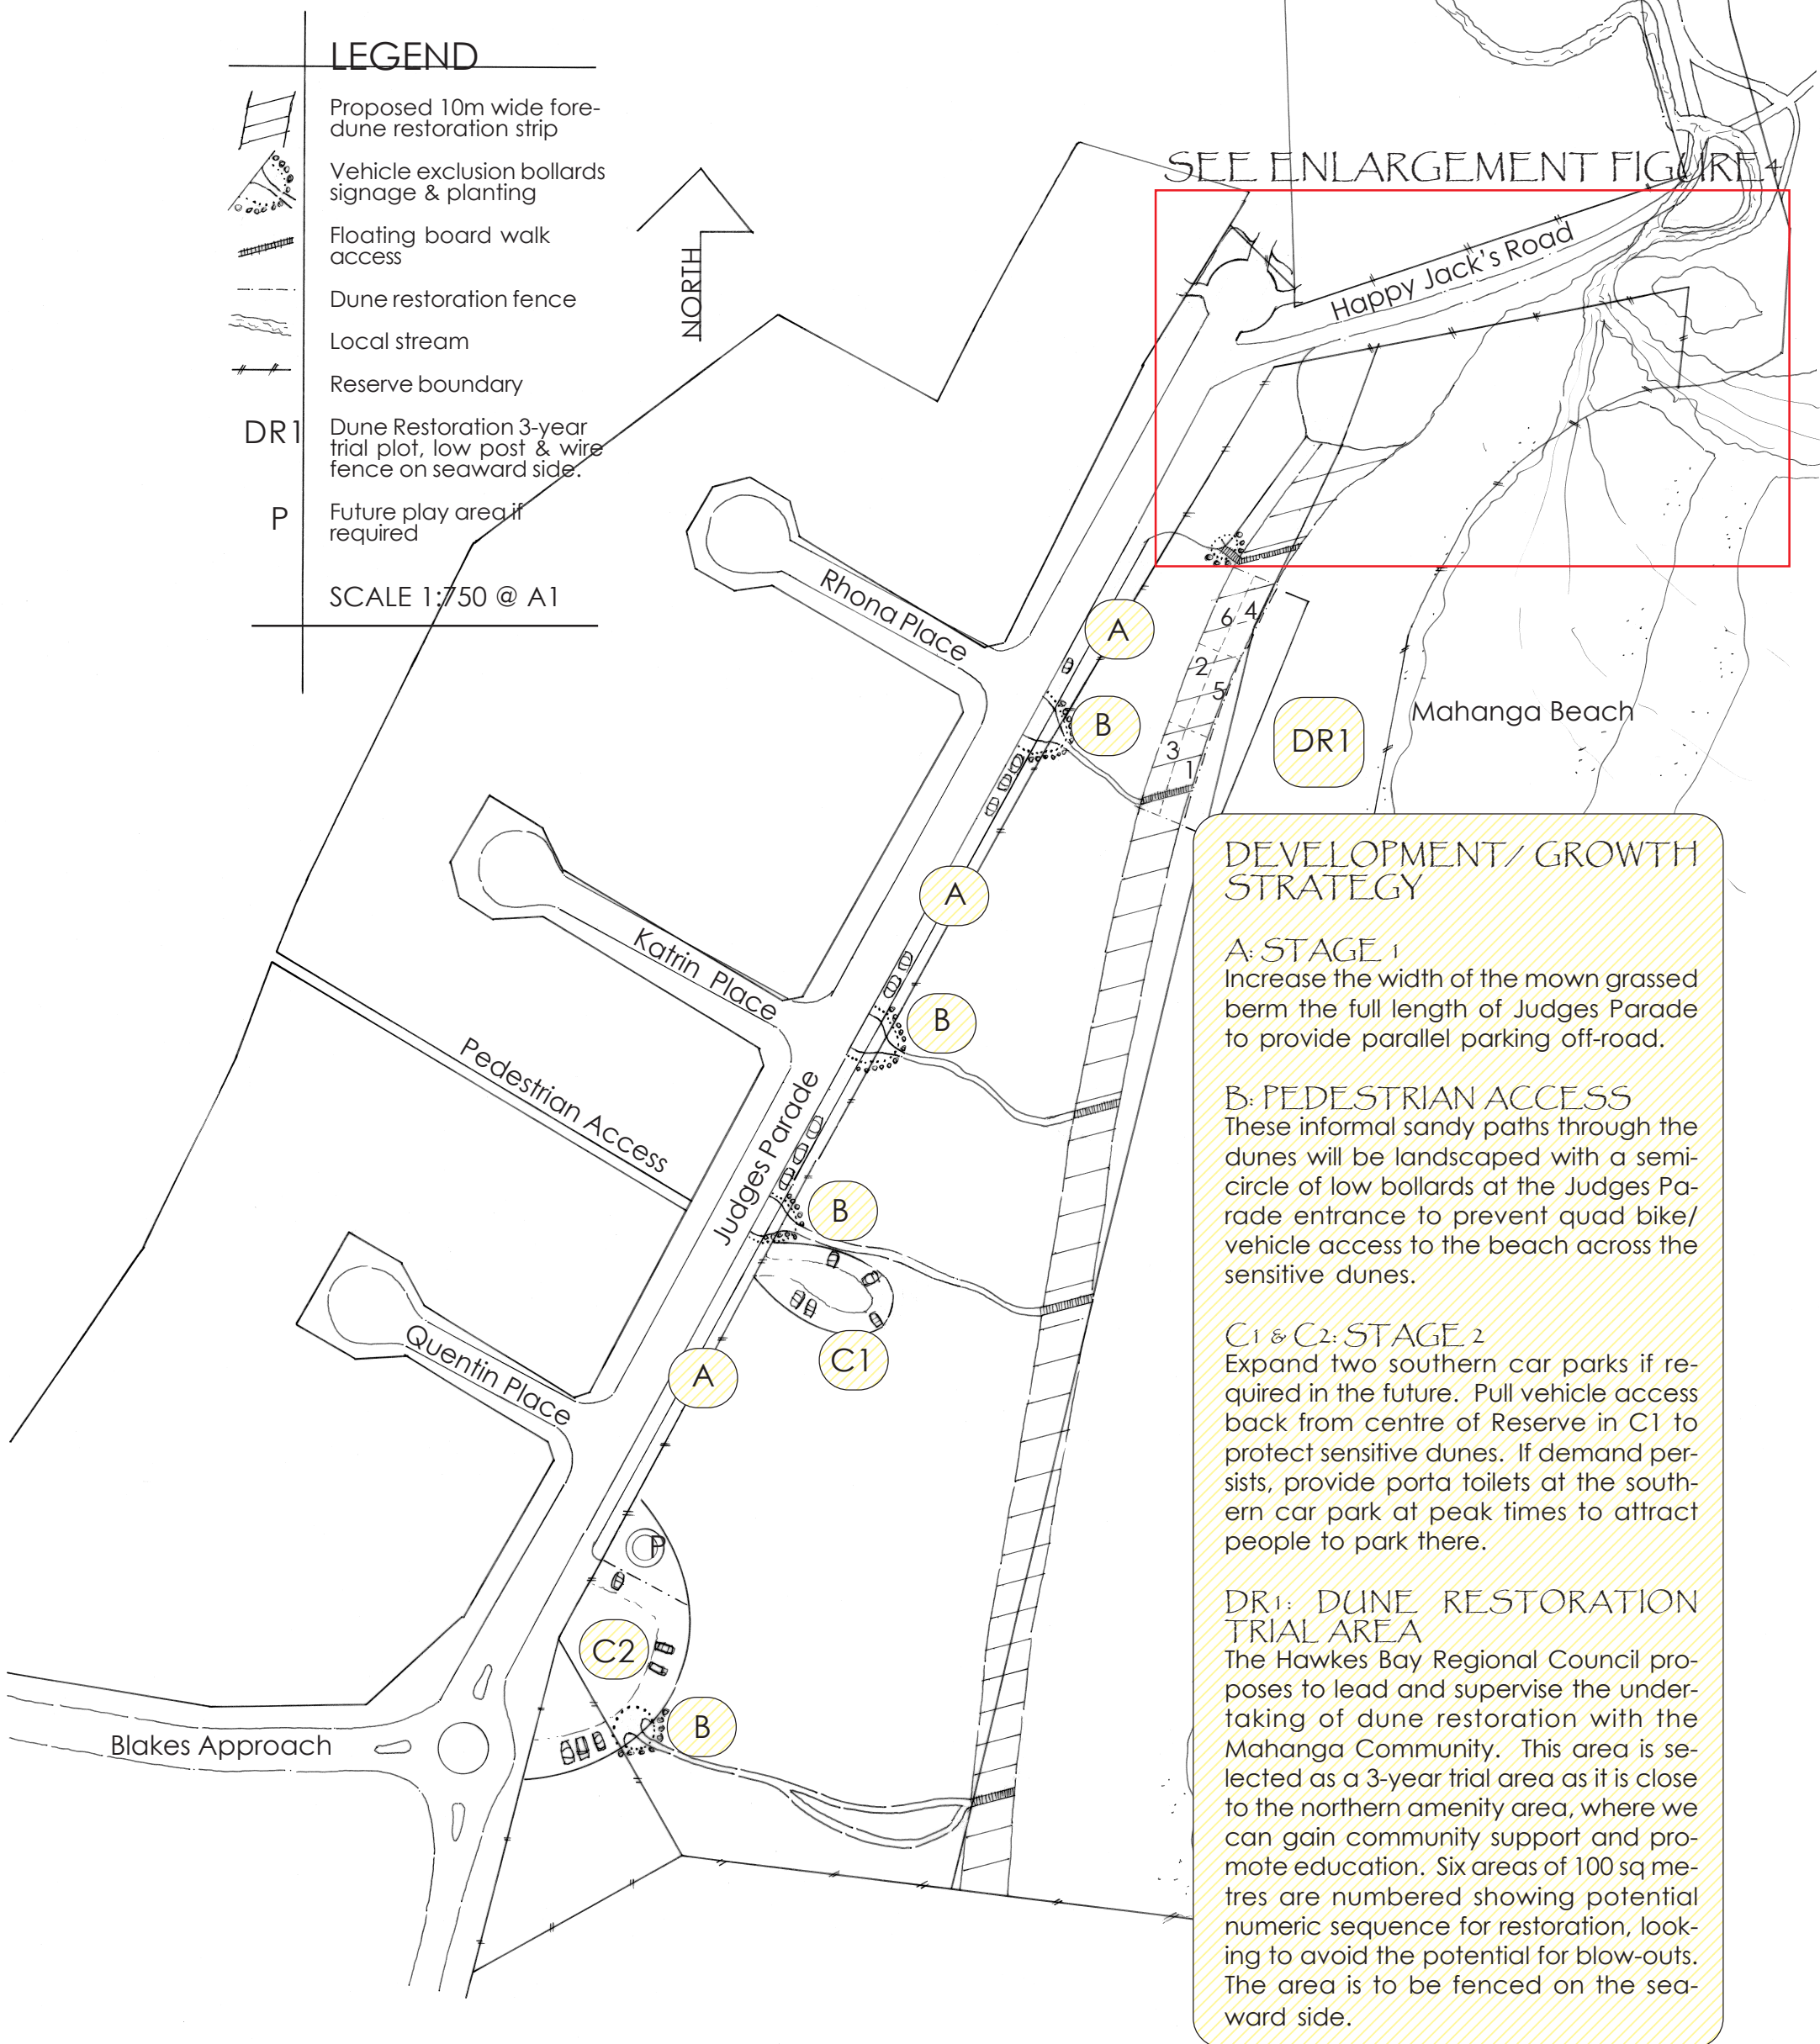 LEGEND
Proposed 10m wide fore-
dune restoration strip
Vehicle exclusion bollards
signage & planting
Floating board walk
access
Dune restoration fence
Local stream
Reserve boundary
DR1
Dune Restoration 3-year
trial plot, low post & wire
fence on seaward side.
P
Future play area if
required
SCALE 1:750 @ A1
NORTH
SEE ENLARGEMENT FIGURE 4
Happy Jack's Road
Rhona Place
A
6 4
2
5
B
Mahanga Beach
DR1
3
1
A
Katrin Place
B
Pedestrian Access
Judges Parade
B
C1
A
Quentin Place
P
C2
B
Blakes Approach
DEVELOPMENT/ GROWTH
STRATEGY
A: STAGE 1
Increase the width of the mown grassed
berm the full length of Judges Parade
to provide parallel parking off-road.
B: PEDESTRIAN ACCESS
These informal sandy paths through the
dunes will be landscaped with a semi-
circle of low bollards at the Judges Pa-
rade entrance to prevent quad bike/
vehicle access to the beach across the
sensitive dunes.
C1 & C2: STAGE 2
Expand two southern car parks if re-
quired in the future. Pull vehicle access
back from centre of Reserve in C1 to
protect sensitive dunes. If demand per-
sists, provide porta toilets at the south-
ern car park at peak times to attract
people to park there.
DR1: DUNE RESTORATION
TRIAL AREA
The Hawkes Bay Regional Council pro-
poses to lead and supervise the under-
taking of dune restoration with the
Mahanga Community. This area is se-
lected as a 3-year trial area as it is close
to the northern amenity area, where we
can gain community support and pro-
mote education. Six areas of 100 sq me-
tres are numbered showing potential
numeric sequence for restoration, look-
ing to avoid the potential for blow-outs.
The area is to be fenced on the sea-
ward side.